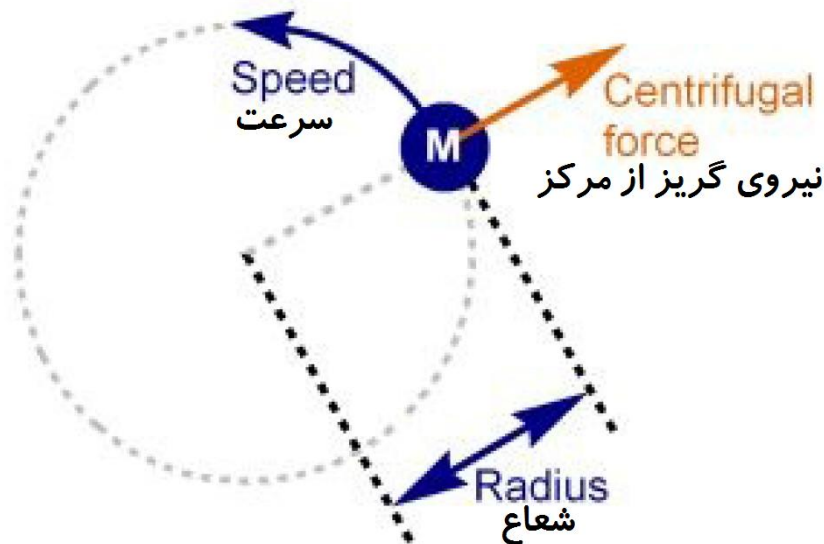 Speed
سرعت
M
Centrifugal
force
نیروی گریز از مرکز
Radius
شعاع